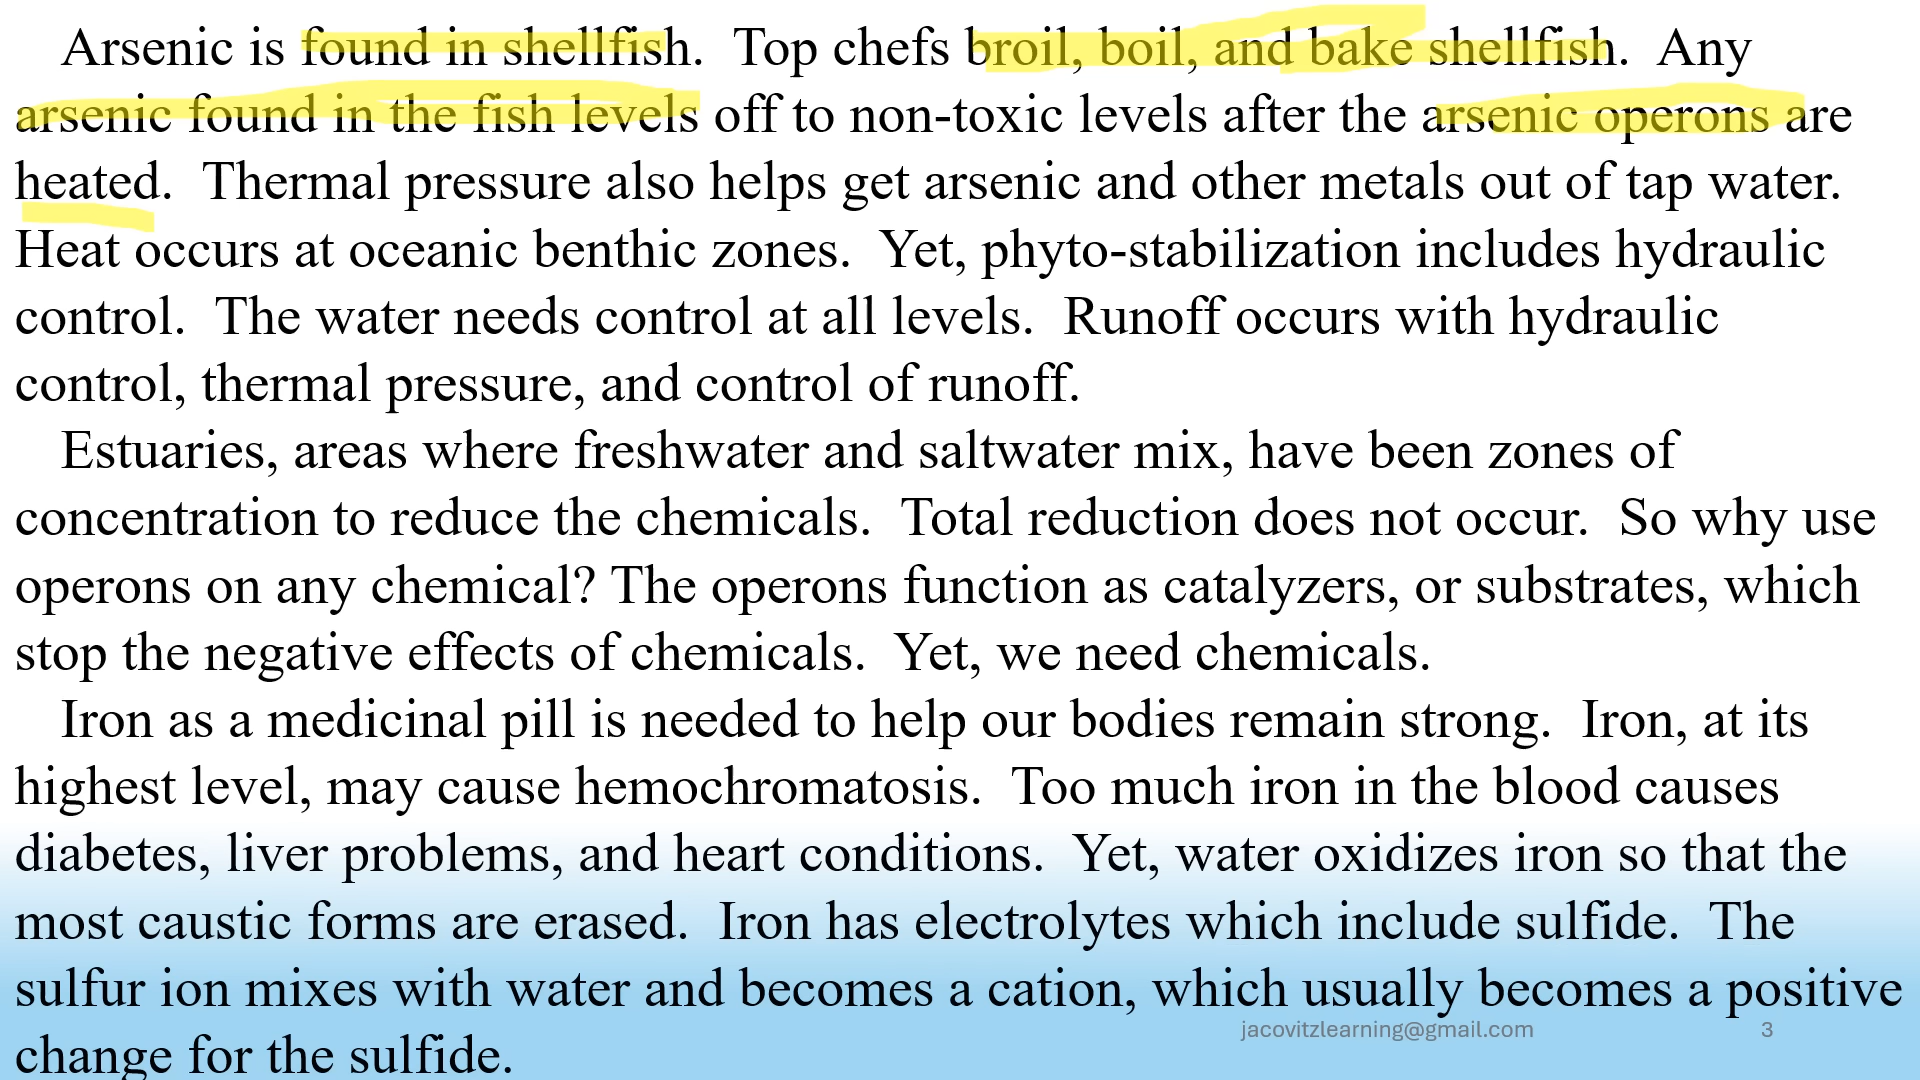 Arsenic is found in shellfish. Top chefs broil, boil, and bake shellfish. Any
arsenic found in the fish levels off to non-toxic levels after the arsenic operons are
heated. Thermal pressure also helps get arsenic and other metals out of tap water.
Heat occurs at oceanic benthic zones. Yet, phyto-stabilization includes hydraulic
control. The water needs control at all levels. Runoff occurs with hydraulic
control, thermal pressure, and control of runoff.
Estuaries, areas where freshwater and saltwater mix, have been zones of
concentration to reduce the chemicals. Total reduction does not occur. So why use
operons on any chemical? The operons function as catalyzers, or substrates, which
stop the negative effects of chemicals. Yet, we need chemicals.
Iron as a medicinal pill is needed to help our bodies remain strong. Iron, at its
highest level, may cause hemochromatosis. Too much iron in the blood causes
diabetes, liver problems, and heart conditions. Yet, water oxidizes iron so that the
most caustic forms are erased. Iron has electrolytes which include sulfide. The
sulfur ion mixes with water and becomes a cation, which usually becomes a positive
change for the sulfide.
jacovitzlearning@gmail.com 3